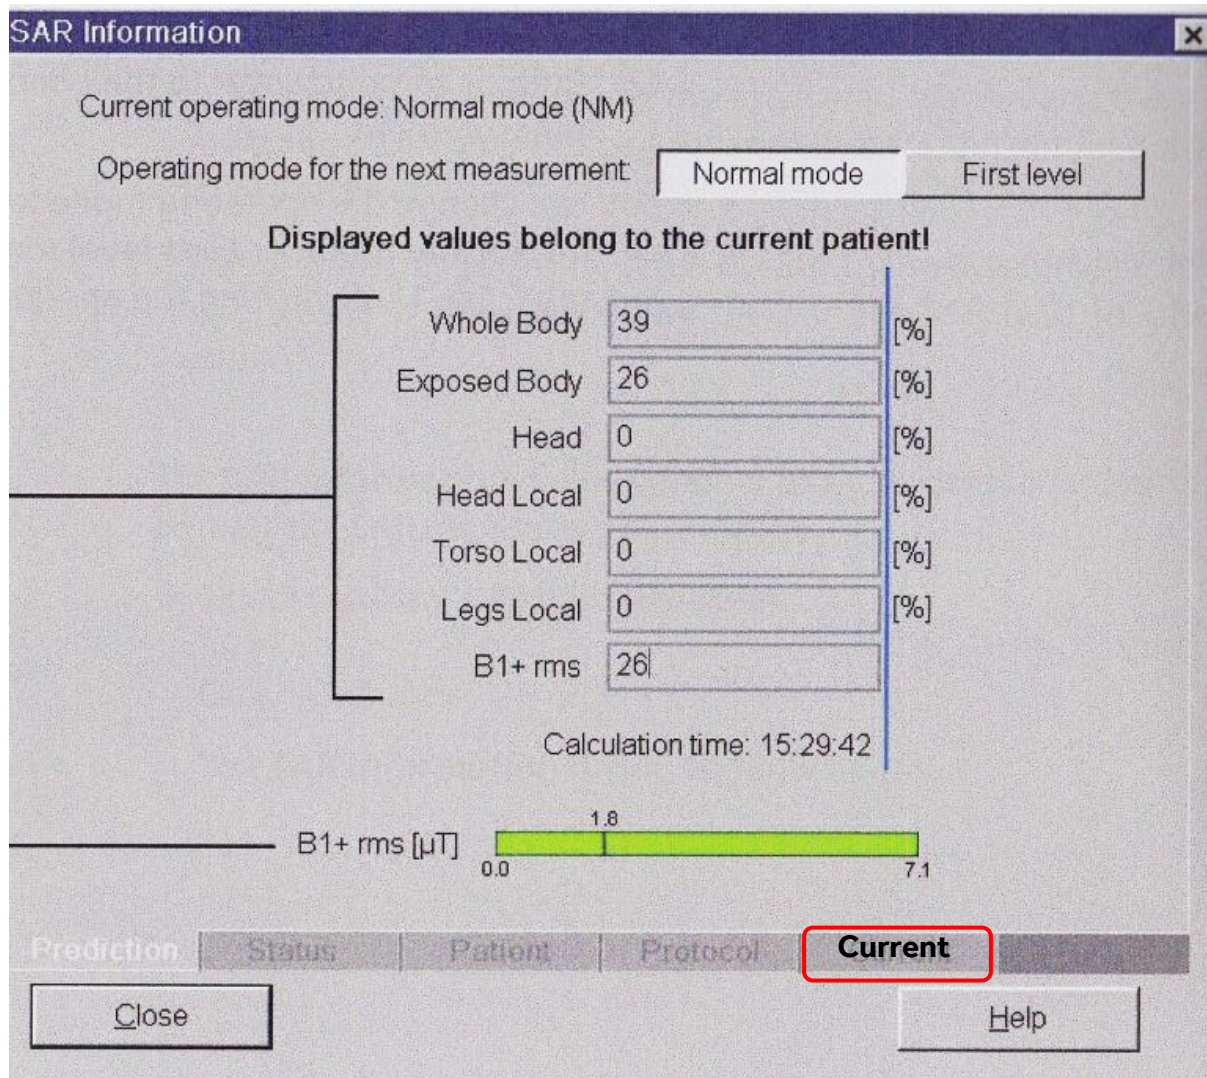 SAR Information
Current operating mode: Normal mode (NM)
Operating mode for the next measurement: Normal mode First level
Displayed values belong to the current patient!
Whole Body 39 [%]
Exposed Body 26 [%]
Head 0 [%]
Head Local 0 [%]
Torso Local 0 [%]
Legs Local 0 [%]
B1+ rms 26
Calculation time: 15:29:42
1.8
B1+ rms [µT]
0.0 7.1
Prediction Status Patient Protocol Current
Close Help